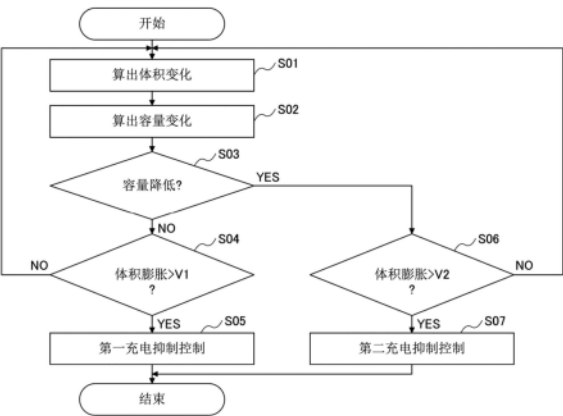 开始
算出体积变化
S01
算出容量变化
S02
容量降低?
S03
YES
NO
体积膨胀>V1
?
S04
NO
YES
体积膨胀>V2
?
S06
NO
YES
第一充电抑制控制
S05
第二充电抑制控制
S07
结束